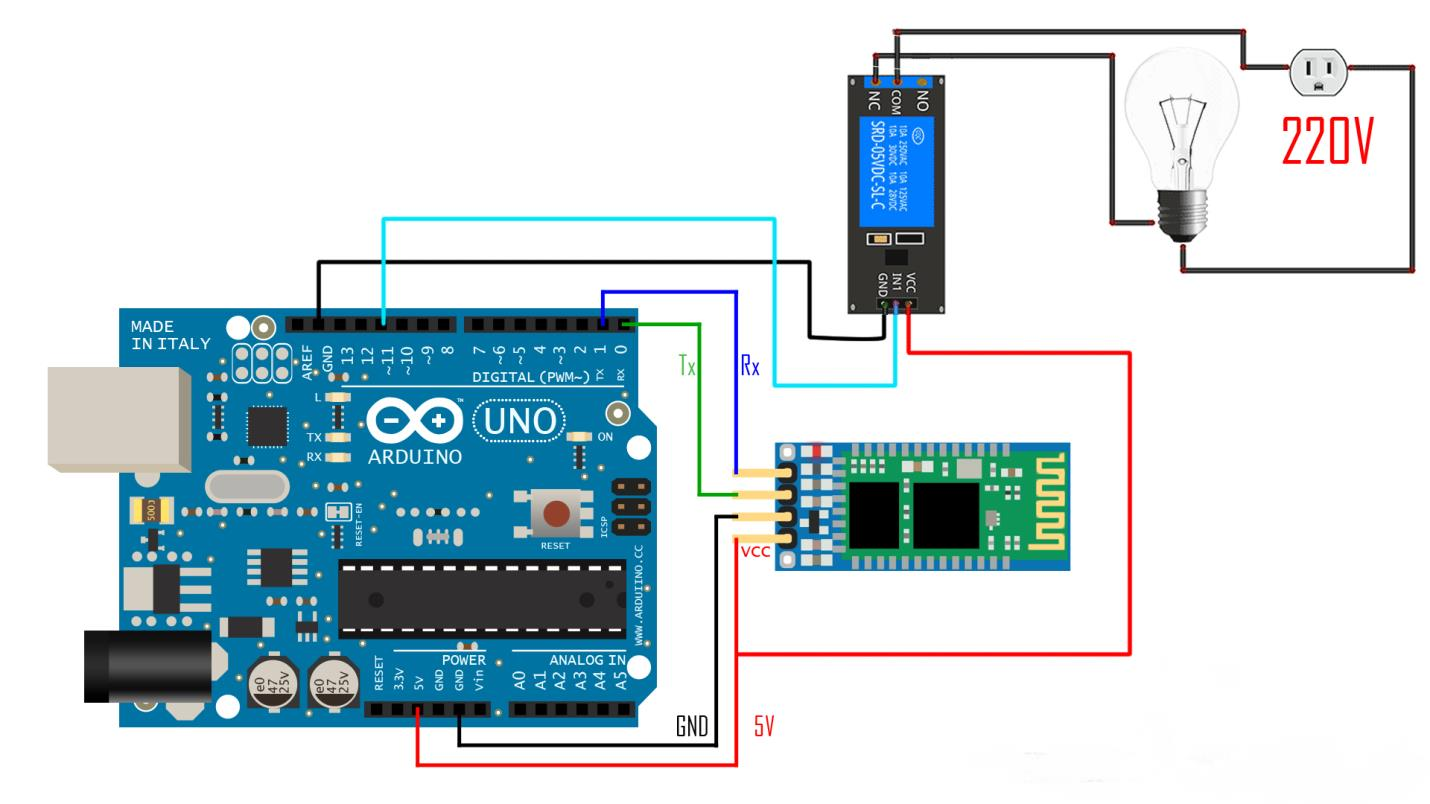 220V
NC
COM
NO
10A 250VAC 10A 125VAC
10A 30VDC 10A 28VDC
SRD-05VDC-SL-C
GND
IN1
VCC
MADE
IN ITALY
AREF
GND
13
12
~11
~10
~9
8
7
~6
~5
4
~3
2
1
0
TX
RX
DIGITAL (PWM~)
L
TX
RX
ARDUINO
™
UNO
ON
Tx
Rx
500J
RESET-EN
RESET
ICSP
WWW.ARDUIINO.CC
VCC
POWER
ANALOG IN
RESET
3.3V
5V
GND
GND
Vin
A0
A1
A2
A3
A4
A5
e0
47
25V
e0
47
25V
GND
5V